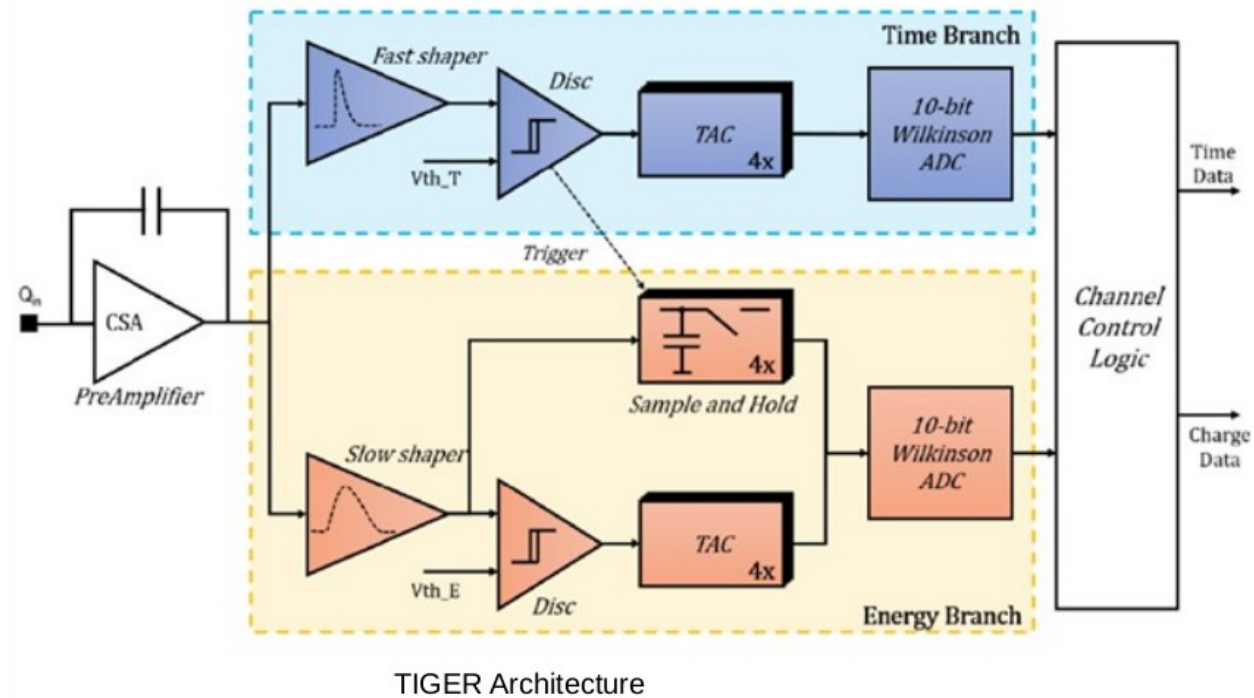 Time Branch
Fast shaper
Disc
TAC
4x
10-bit
Wilkinson
ADC
Vth_T
Time
Data
Trigger
Qin
CSA
PreAmplifier
4x
Sample and Hold
Channel
Control
Logic
Slow shaper
10-bit
Wilkinson
ADC
Charge
Data
TAC
4x
Vth_E
Disc
Energy Branch
TIGER Architecture